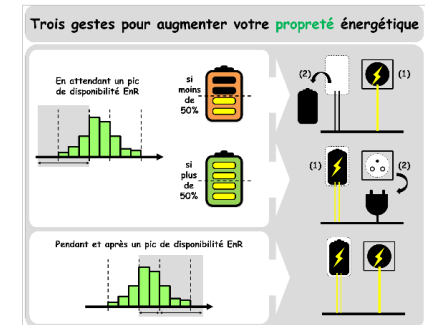 Trois gestes pour augmenter votre propreté énergétique
En attendant un pic
de disponibilité EnR
si
moins
de
50%
(2)
(1)
si
plus
de
50%
(1)
(2)
Pendant et après un pic de disponibilité EnR